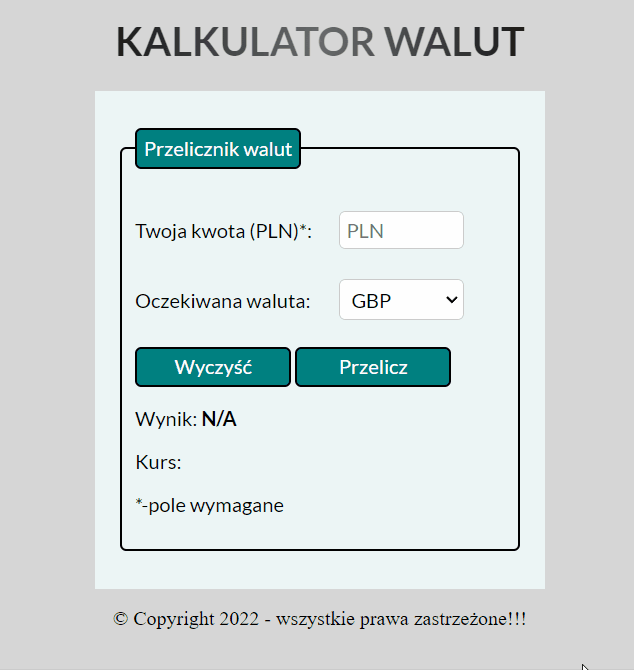 KALKULATOR WALUT
Przelicznik walut
Twoja kwota (PLN)*: PLN
Oczekiwana waluta: GBP
Wyczyść Przelicz
Wynik: N/A
Kurs:
*-pole wymagane
© Copyright 2022 - wszystkie prawa zastrzeżone!!!